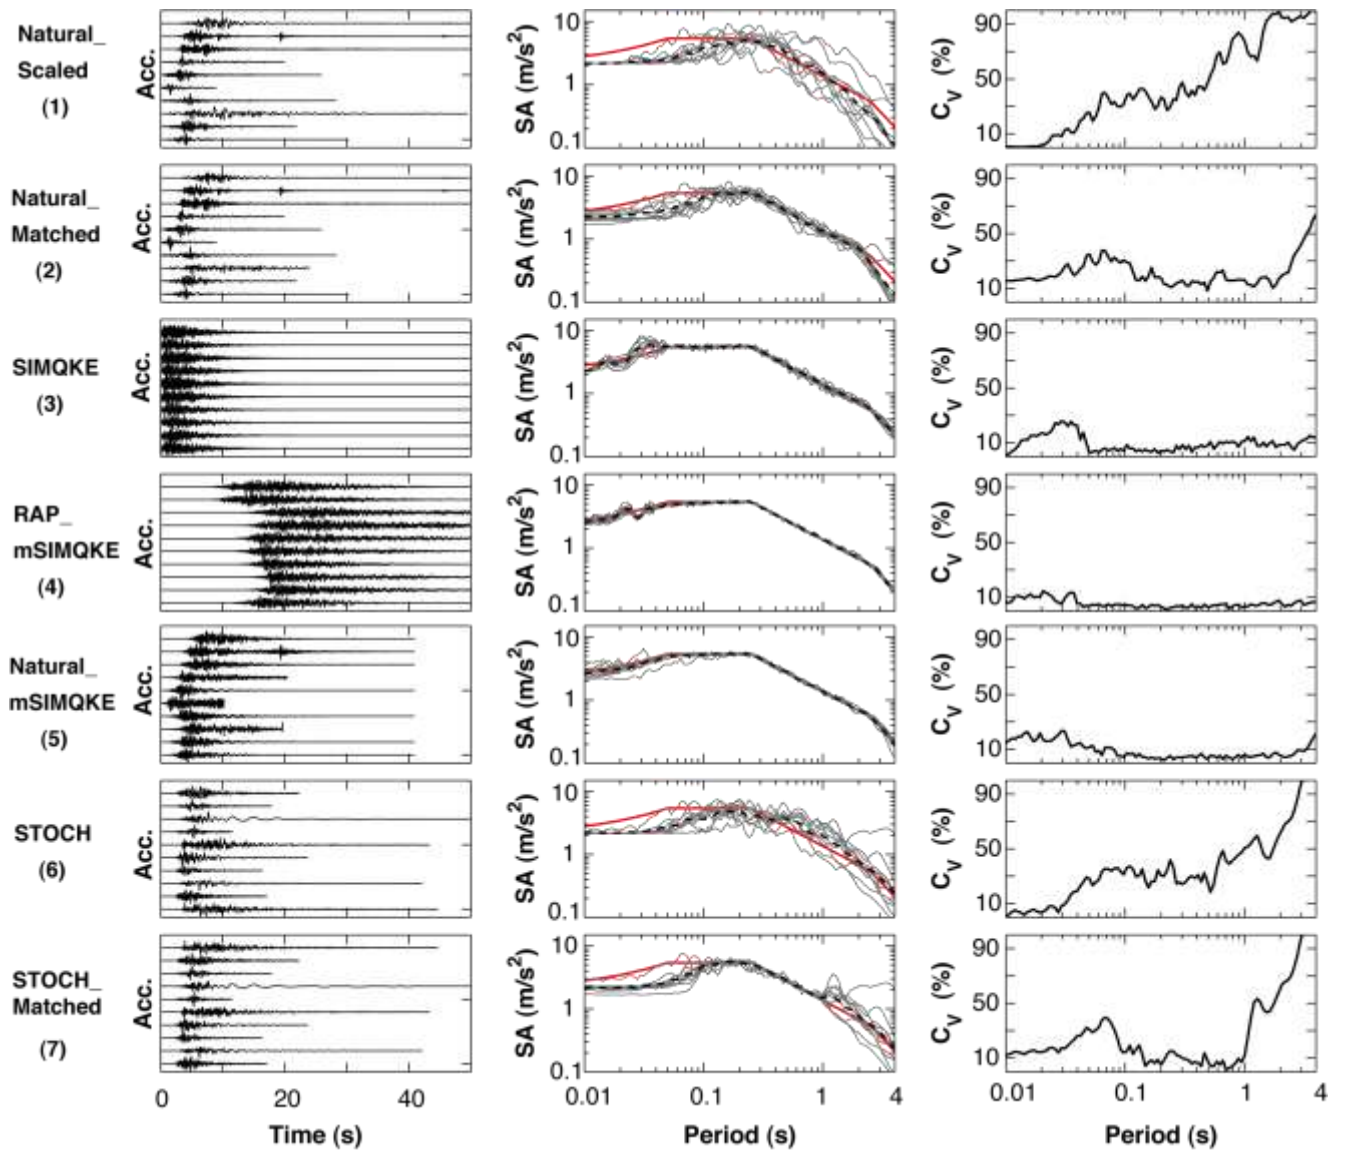 Natural_
Scaled
(1)
Acc.
SA (m/s2)
10
1
0.1
CV (%)
90
50
10
Natural_
Matched
(2)
Acc.
SA (m/s2)
10
1
0.1
CV (%)
90
50
10
SIMQKE
(3)
Acc.
SA (m/s2)
10
1
0.1
CV (%)
90
50
10
RAP_
mSIMQKE
(4)
Acc.
SA (m/s2)
10
1
0.1
CV (%)
90
50
10
Natural_
mSIMQKE
(5)
Acc.
SA (m/s2)
10
1
0.1
CV (%)
90
50
10
STOCH
(6)
Acc.
SA (m/s2)
10
1
0.1
CV (%)
90
50
10
STOCH_
Matched
(7)
Acc.
SA (m/s2)
10
1
0.1
CV (%)
90
50
10
0 20 40
Time (s)
0.01 0.1 1 4
Period (s)
0.01 0.1 1 4
Period (s)